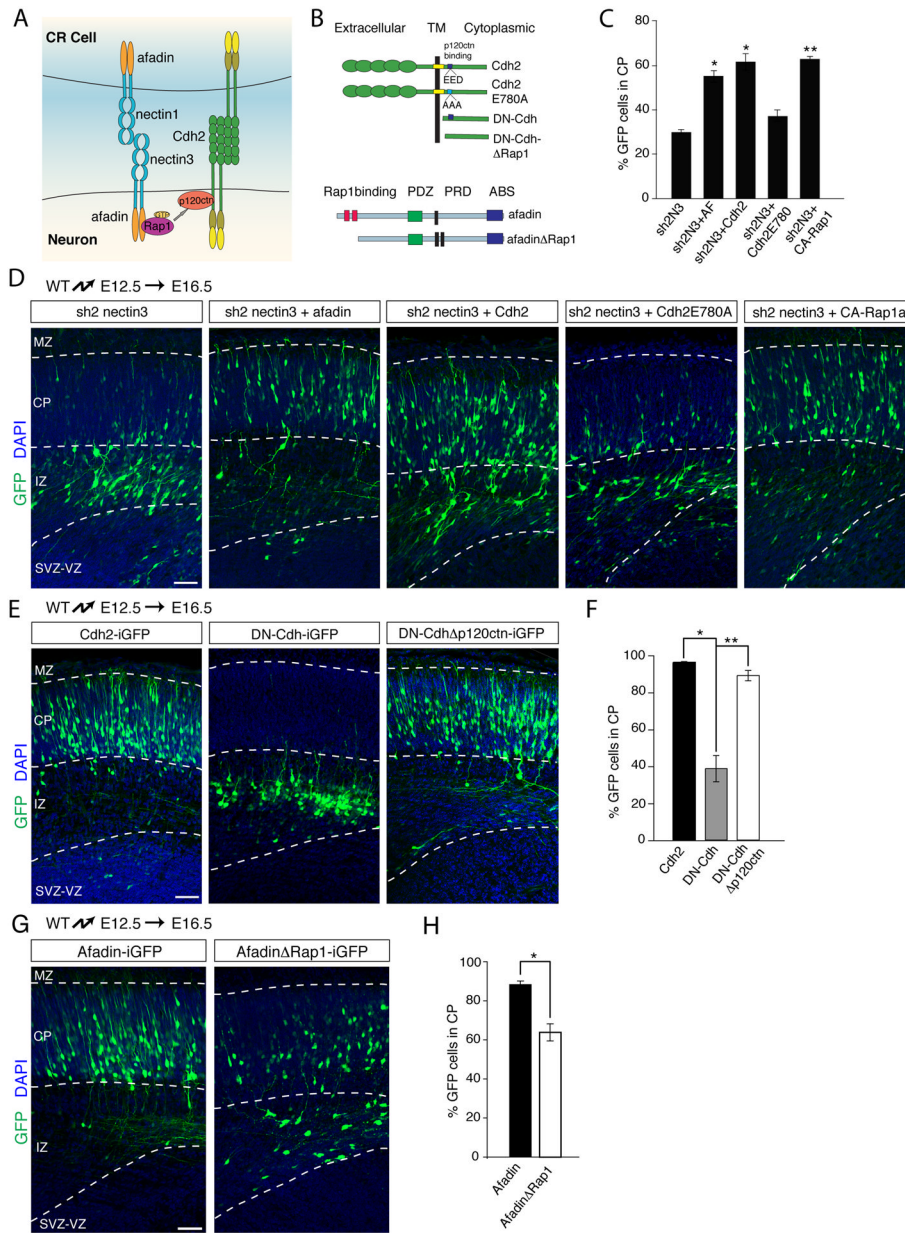 A
CR Cell
afadin
nectin1
Cdh2
nectin3
p120ctn
afadin
Rap1
Neuron
B
Extracellular TM Cytoplasmic
p120ctn
binding
Cdh2
EED
Cdh2
E780A
AAA
DN-Cdh
DN-Cdh-
ΔRap1
Rap1binding PDZ PRD ABS
afadin
afadinΔRap1
C
% GFP cells in CP
80
60
40
20
0
* * **
sh2N3
sh2N3+AF
sh2N3+Cdh2
sh2N3+
Cdh2E780
sh2N3+
CA-Rap1
D
WT E12.5 → E16.5
sh2 nectin3
sh2 nectin3 + afadin
sh2 nectin3 + Cdh2
sh2 nectin3 + Cdh2E780A
sh2 nectin3 + CA-Rap1a
GFP DAPI
MZ
CP
IZ
SVZ-VZ
E
WT E12.5 → E16.5
Cdh2-iGFP
DN-Cdh-iGFP
DN-CdhΔp120ctn-iGFP
GFP DAPI
MZ
CP
IZ
SVZ-VZ
F
% GFP cells in CP
100
80
60
40
20
0
* **
Cdh2
DN-Cdh
DN-Cdh
Δp120ctn
G
WT E12.5 → E16.5
Afadin-iGFP
AfadinΔRap1-iGFP
GFP DAPI
MZ
CP
IZ
SVZ-VZ
H
% GFP cells in CP
100
80
60
40
20
0
*
Afadin
AfadinΔRap1